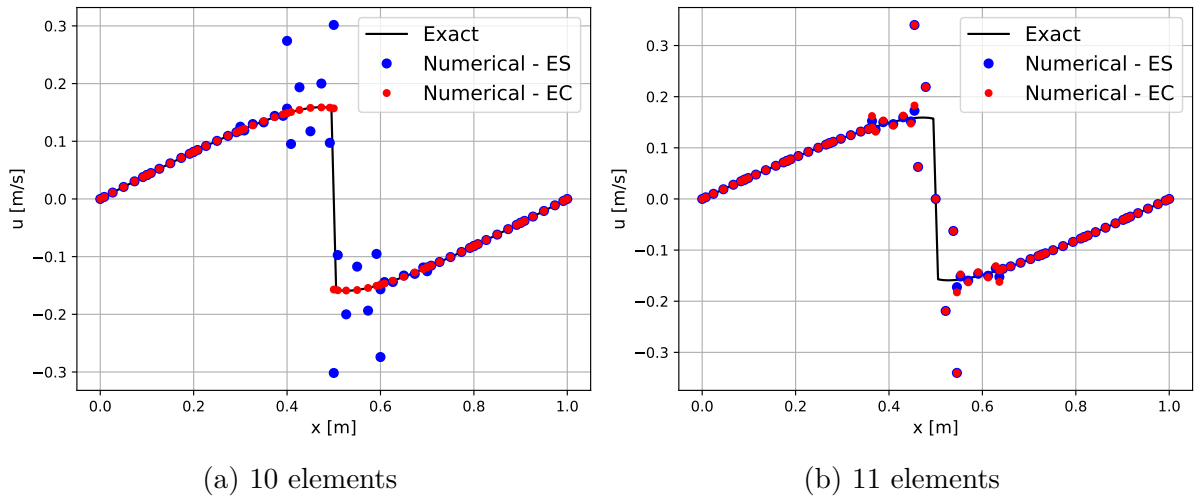 0.3
0.2
0.1
0.0
−0.1
−0.2
−0.3
u [m/s]
0.0 0.2 0.4 0.6 0.8 1.0
x [m]
Exact
Numerical - ES
Numerical - EC
(a) 10 elements
0.3
0.2
0.1
0.0
−0.1
−0.2
−0.3
u [m/s]
0.0 0.2 0.4 0.6 0.8 1.0
x [m]
Exact
Numerical - ES
Numerical - EC
(b) 11 elements